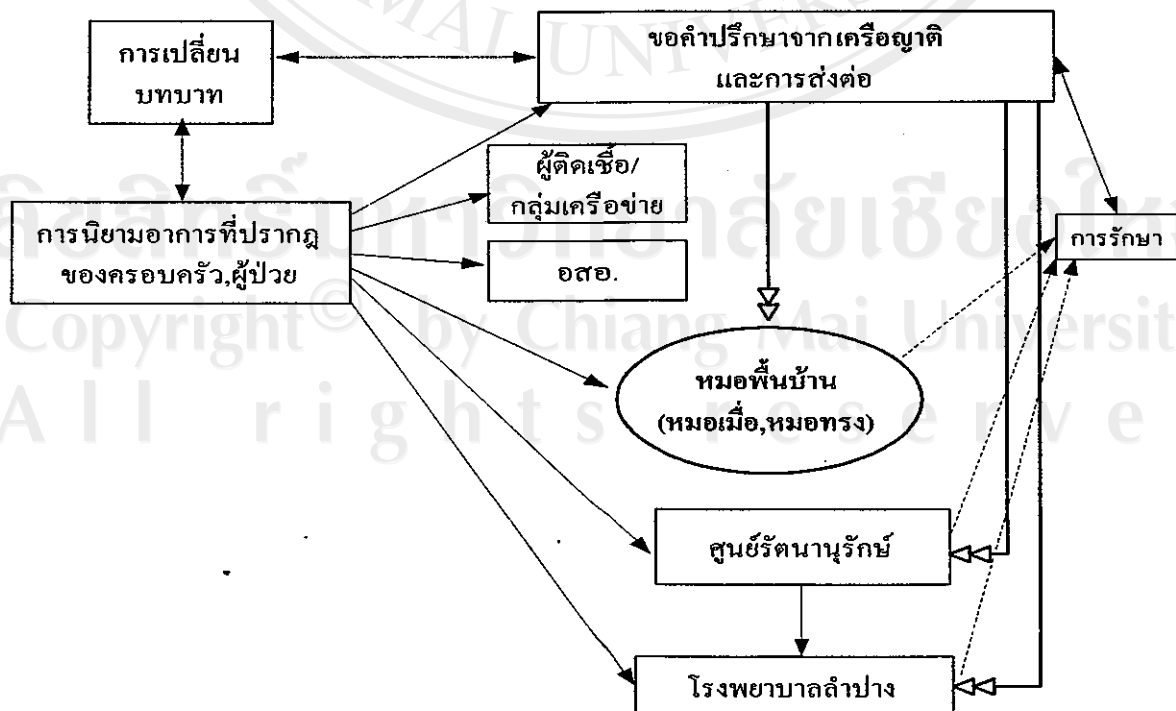 MAI UNIVER
การเปลี่ยน
บทบาท
ขอคำปรึกษาจากเครือญาติ
และการส่งต่อ
ผู้ติดเชื้อ/
กลุ่มเครือข่าย
การนิยามอาการที่ปรากฎ
ของครอบครัว,ผู้ป่วย
อสอ.
การรักษา
Copyright© by Chiang Mai Universit
All rights reserve
หมอพื้นบ้าน
(หมอเมื่อ,หมอทรง)
ศูนย์รัตนานุรักษ์
โรงพยาบาลลำปาง